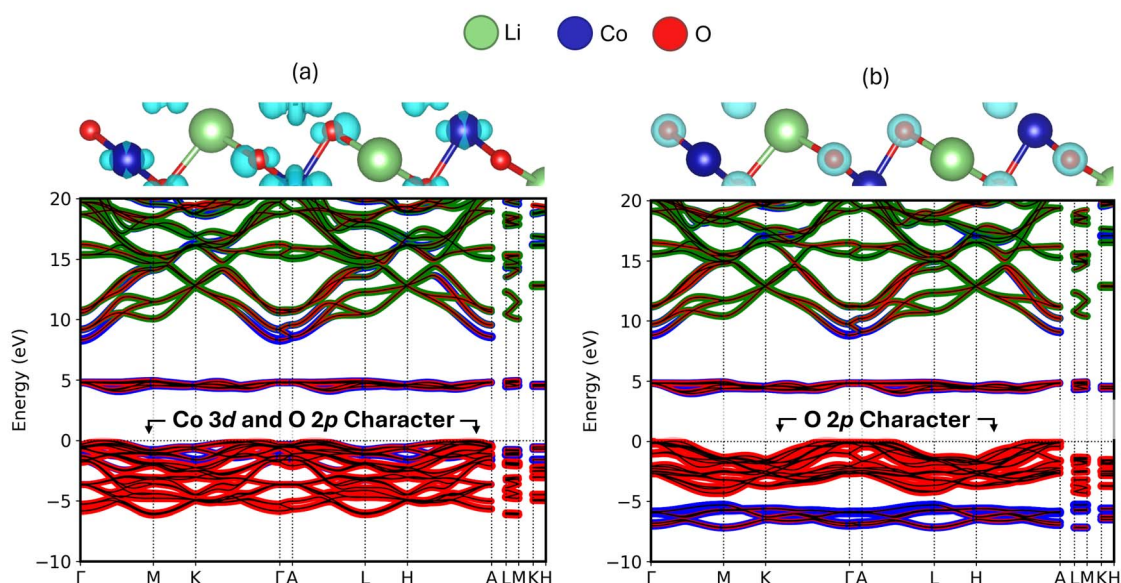 Li Co O
(a)
(b)
20
15
10
5
0
−5
−10
Energy (eV)
Co 3d and O 2p Character
Γ M K Γ A L H A L M K H
20
15
10
5
0
−5
−10
Energy (eV)
O 2p Character
Γ M K Γ A L H A L M K H